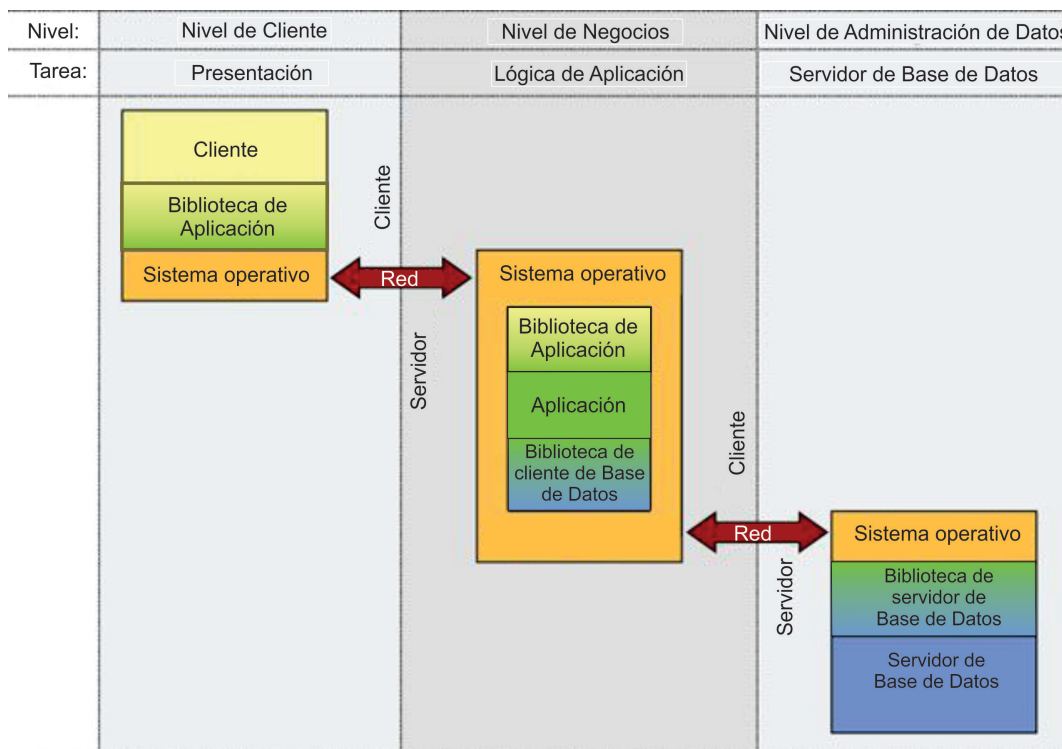 Nivel:
Nivel de Cliente
Nivel de Negocios
Nivel de Administración de Datos
Tarea:
Presentación
Lógica de Aplicación
Servidor de Base de Datos
Cliente
Biblioteca de
Aplicación
Sistema operativo
Cliente
Red
Servidor
Sistema operativo
Biblioteca de
Aplicación
Aplicación
Biblioteca de
cliente de Base
de Datos
Cliente
Red
Servidor
Sistema operativo
Biblioteca de
servidor de
Base de Datos
Servidor de
Base de Datos